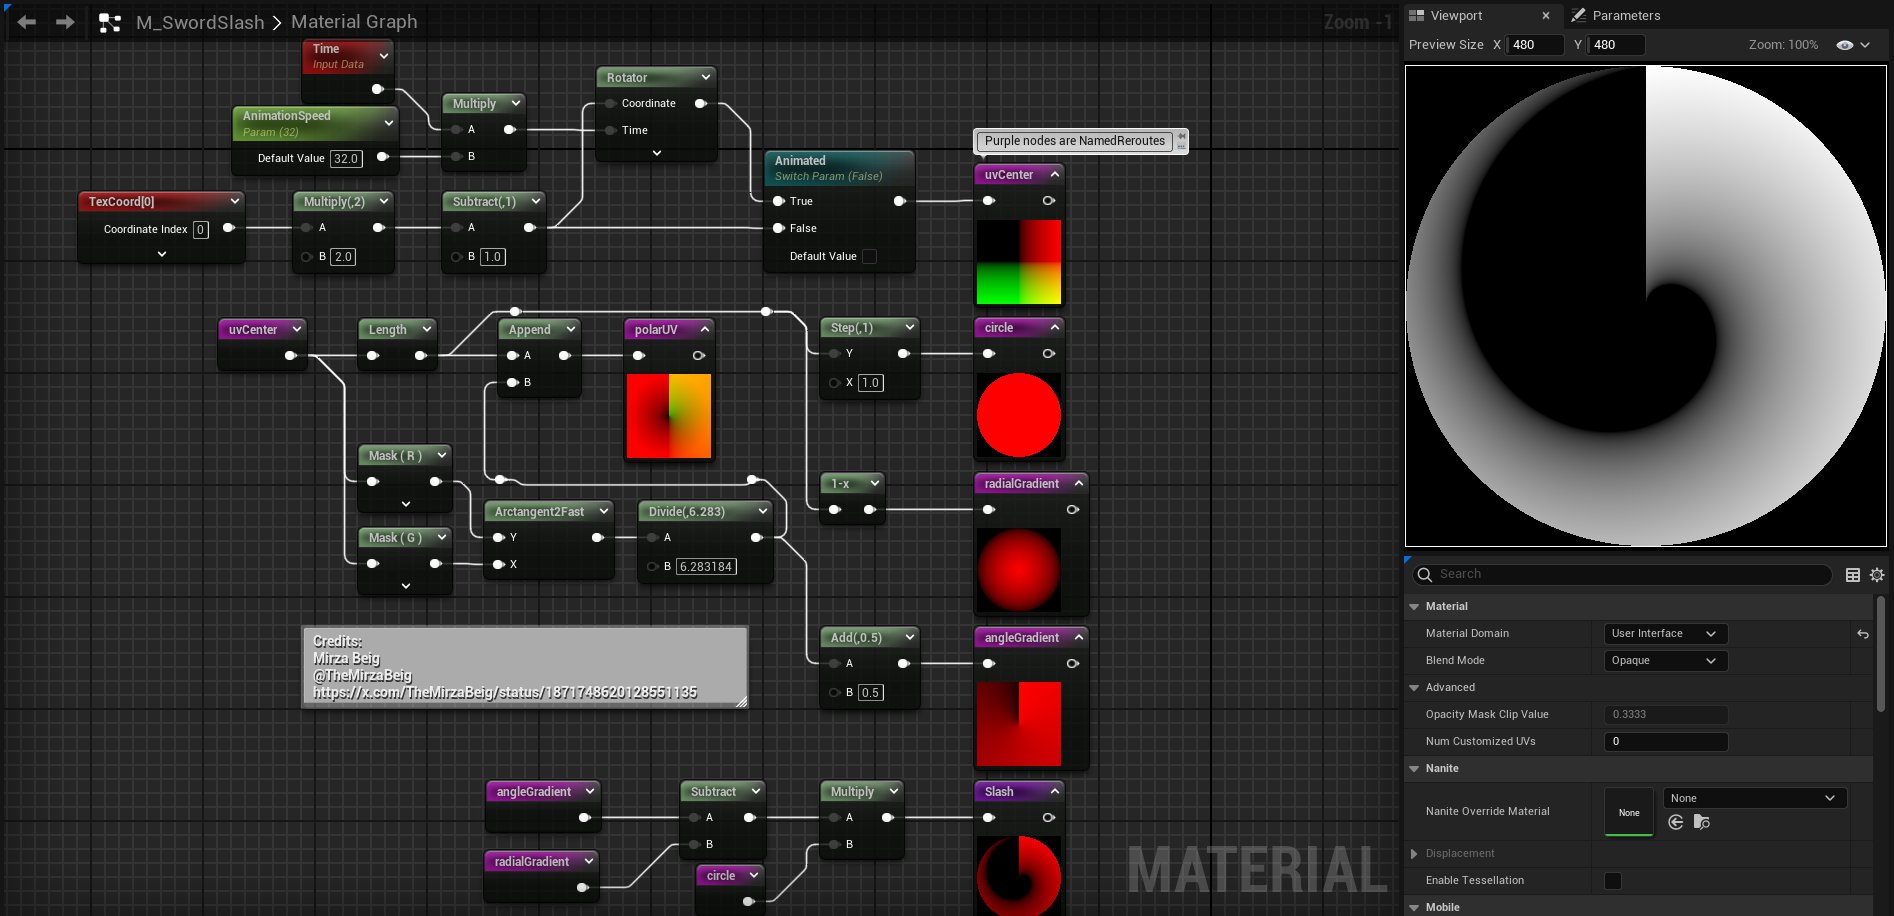 M_SwordSlash > Material Graph
Zoom -1
Time
Input Data
AnimationSpeed
Param (32)
Default Value 32.0
Multiply
A
B
Rotator
Coordinate
Time
Animated
Switch Param (False)
True
False
Default Value
Purple nodes are NamedReroutes
uvCenter
TexCoord[0]
Coordinate Index 0
Multiply(,2)
A
B 2.0
Subtract(,1)
A
B 1.0
uvCenter
Length
Append
A
B
polarUV
Step(,1)
Y
X 1.0
circle
Mask ( R )
Mask ( G )
Arctangent2Fast
Y
X
Divide(,6.283)
A
B 6.283184
1-x
radialGradient
Add(,0.5)
A
B 0.5
angleGradient
Credits:
Mirza Beig
@TheMirzaBeig
https://x.com/TheMirzaBeig/status/1871748620128551135
angleGradient
radialGradient
Subtract
A
B
circle
Multiply
A
B
Slash
MATERIAL
Viewport
Parameters
Preview Size X 480 Y 480 Zoom: 100%
Search
Material
Material Domain User Interface
Blend Mode Opaque
Advanced
Opacity Mask Clip Value 0.3333
Num Customized UVs 0
Nanite
Nanite Override Material None None
Displacement
Enable Tessellation
Mobile